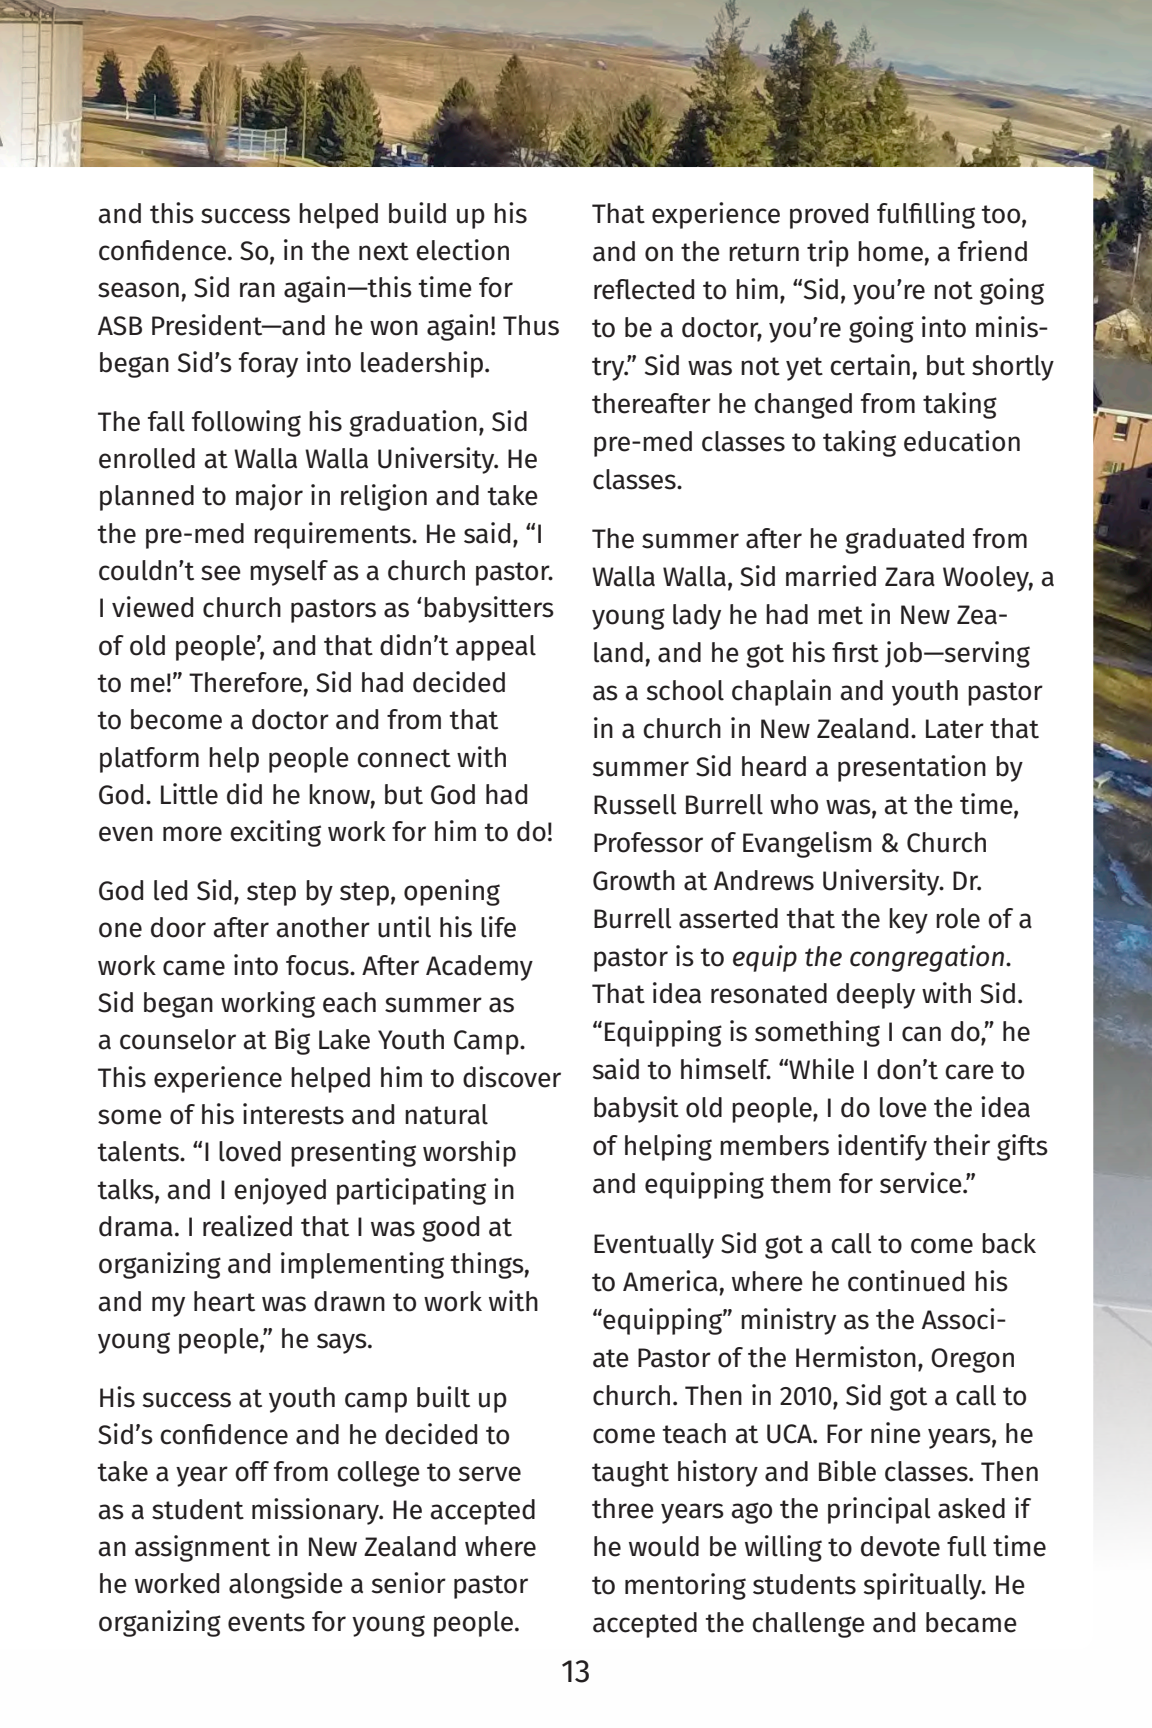 and this success helped build up his
confidence. So, in the next election
season, Sid ran again—this time for
ASB President—and he won again! Thus
began Sid’s foray into leadership.
The fall following his graduation, Sid
enrolled at Walla Walla University. He
planned to major in religion and take
the pre-med requirements. He said, “I
couldn’t see myself as a church pastor.
I viewed church pastors as ‘babysitters
of old people’, and that didn’t appeal
to me!” Therefore, Sid had decided
to become a doctor and from that
platform help people connect with
God. Little did he know, but God had
even more exciting work for him to do!
God led Sid, step by step, opening
one door after another until his life
work came into focus. After Academy
Sid began working each summer as
a counselor at Big Lake Youth Camp.
This experience helped him to discover
some of his interests and natural
talents. “I loved presenting worship
talks, and I enjoyed participating in
drama. I realized that I was good at
organizing and implementing things,
and my heart was drawn to work with
young people,” he says.
His success at youth camp built up
Sid’s confidence and he decided to
take a year off from college to serve
as a student missionary. He accepted
an assignment in New Zealand where
he worked alongside a senior pastor
organizing events for young people.
That experience proved fulfilling too,
and on the return trip home, a friend
reflected to him, “Sid, you’re not going
to be a doctor, you’re going into minis-
try.” Sid was not yet certain, but shortly
thereafter he changed from taking
pre-med classes to taking education
classes.
The summer after he graduated from
Walla Walla, Sid married Zara Wooley, a
young lady he had met in New Zea-
land, and he got his first job—serving
as a school chaplain and youth pastor
in a church in New Zealand. Later that
summer Sid heard a presentation by
Russell Burrell who was, at the time,
Professor of Evangelism & Church
Growth at Andrews University. Dr.
Burrell asserted that the key role of a
pastor is to equip the congregation.
That idea resonated deeply with Sid.
“Equipping is something I can do,” he
said to himself. “While I don’t care to
babysit old people, I do love the idea
of helping members identify their gifts
and equipping them for service.”
Eventually Sid got a call to come back
to America, where he continued his
“equipping” ministry as the Associ-
ate Pastor of the Hermiston, Oregon
church. Then in 2010, Sid got a call to
come teach at UCA. For nine years, he
taught history and Bible classes. Then
three years ago the principal asked if
he would be willing to devote full time
to mentoring students spiritually. He
accepted the challenge and became
13